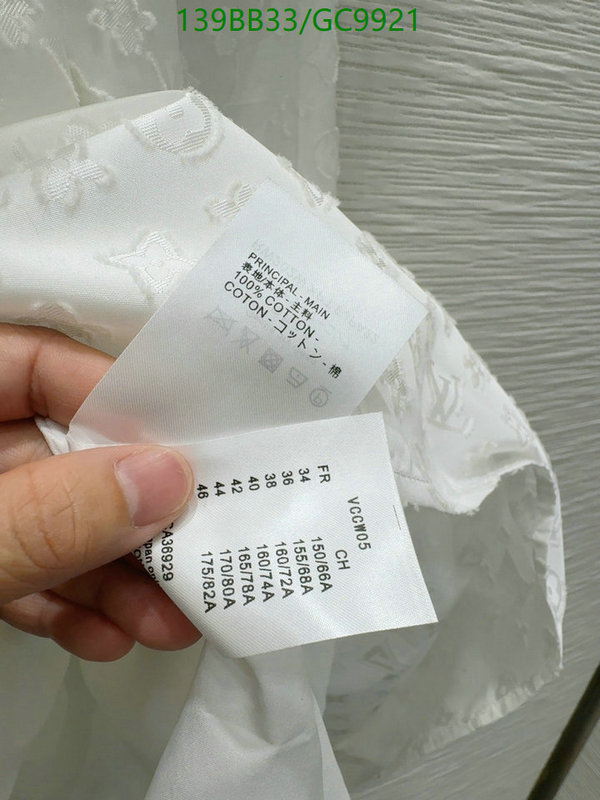 139BB33/GC9921
PRINCIPAL - MAIN
表地/本体 - 主料
100% COTTON -
COTON - コットン - 棉
VCCW05
FR CH
34 150/66A
36 155/68A
38 160/72A
40 160/74A
42 165/78A
44 170/80A
46 175/82A
A36929